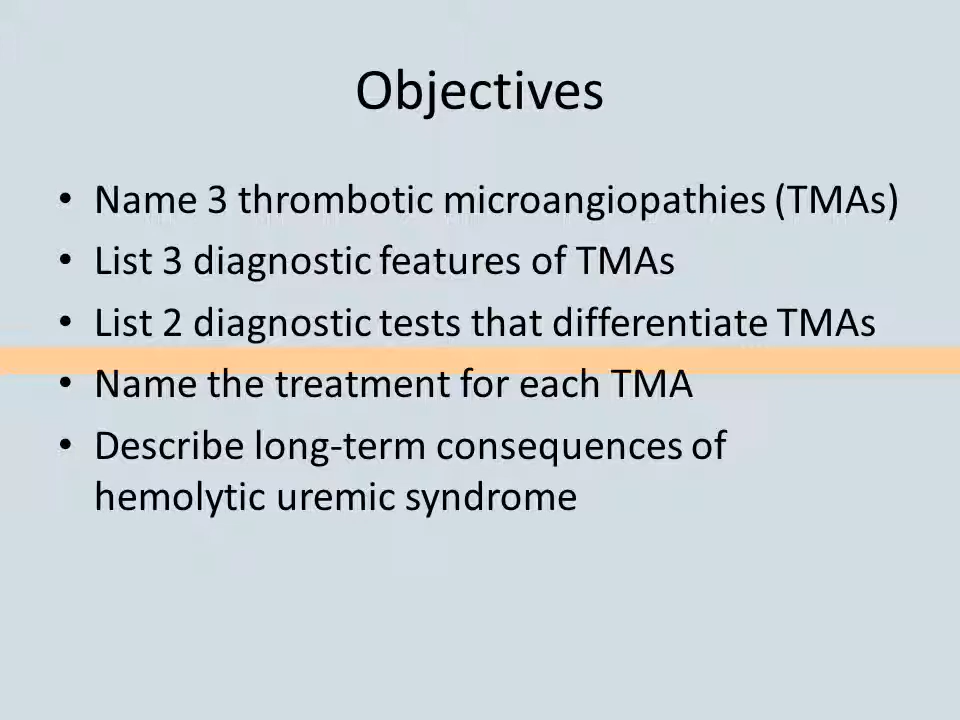 Objectives
• Name 3 thrombotic microangiopathies (TMAs)
• List 3 diagnostic features of TMAs
• List 2 diagnostic tests that differentiate TMAs
• Name the treatment for each TMA
• Describe long-term consequences of
hemolytic uremic syndrome